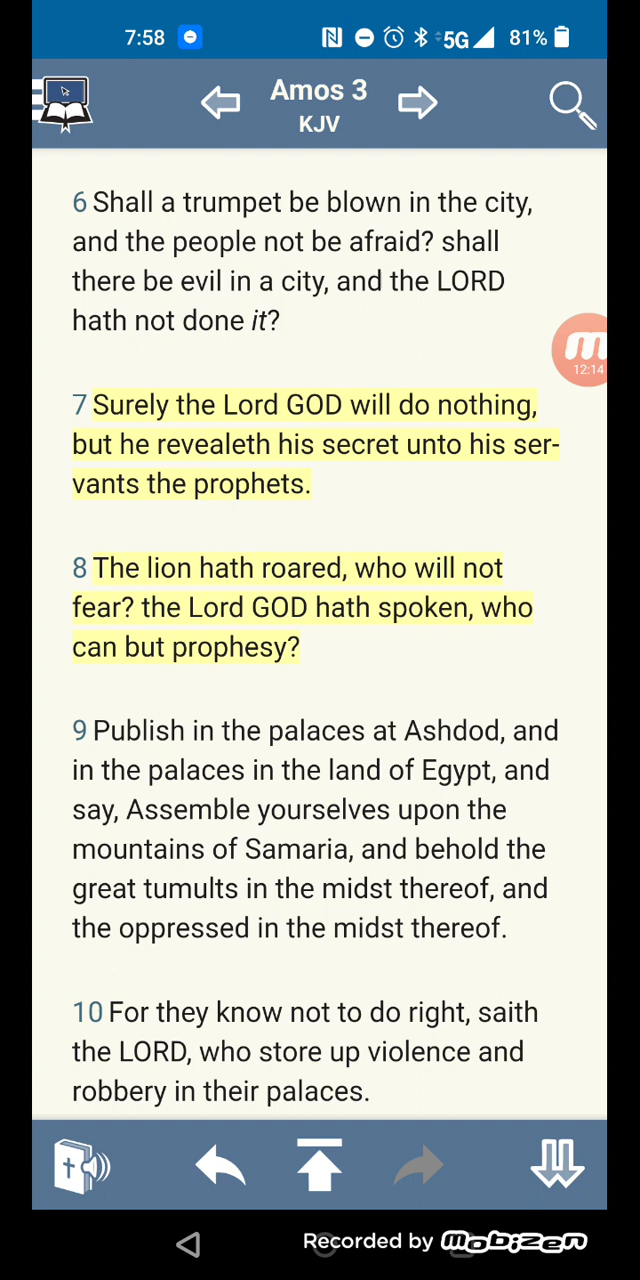 7:58
5G 81%
Amos 3
KJV
6 Shall a trumpet be blown in the city,
and the people not be afraid? shall
there be evil in a city, and the LORD
hath not done it?
12:14
7 Surely the Lord GOD will do nothing,
but he revealeth his secret unto his ser-
vants the prophets.
8 The lion hath roared, who will not
fear? the Lord GOD hath spoken, who
can but prophesy?
9 Publish in the palaces at Ashdod, and
in the palaces in the land of Egypt, and
say, Assemble yourselves upon the
mountains of Samaria, and behold the
great tumults in the midst thereof, and
the oppressed in the midst thereof.
10 For they know not to do right, saith
the LORD, who store up violence and
robbery in their palaces.
Recorded by mobizen